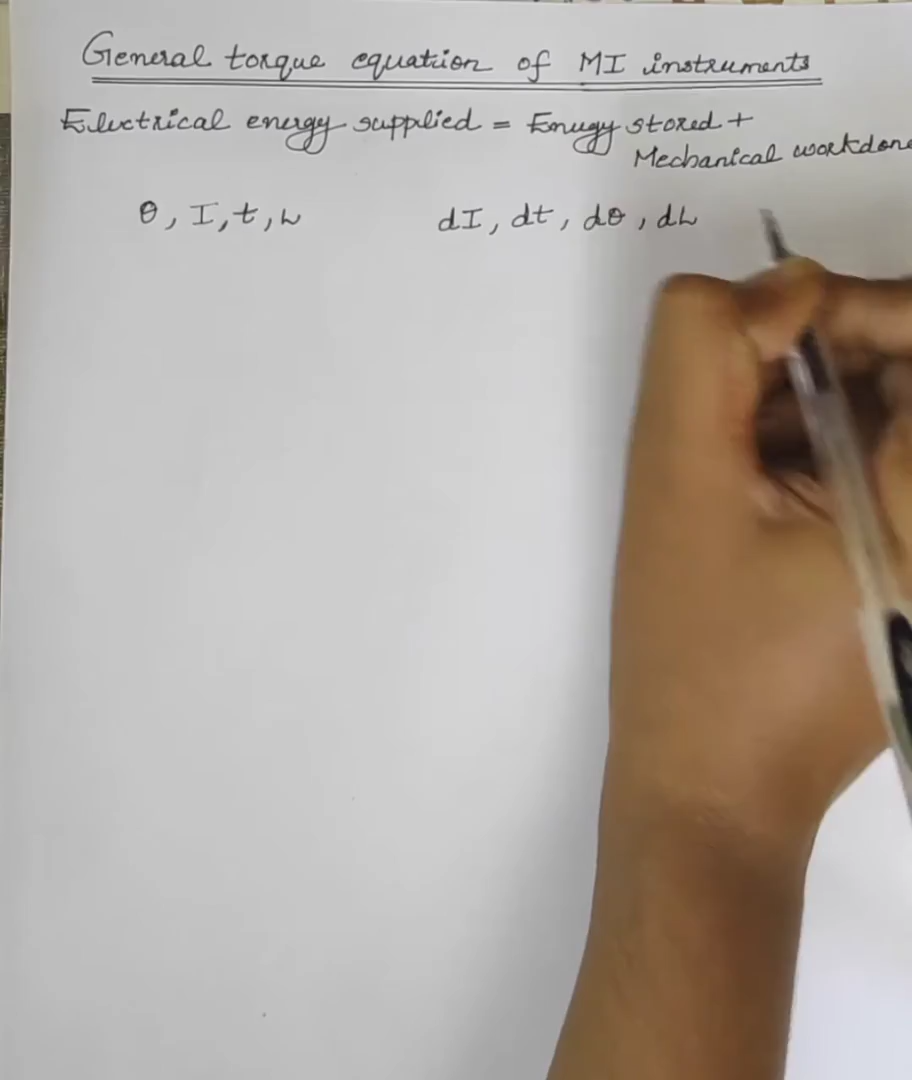 General torque equation of MI instruments
Electrical energy supplied = Energy stored +
Mechanical workdone
θ, I, t, L
dI, dt, dθ, dL